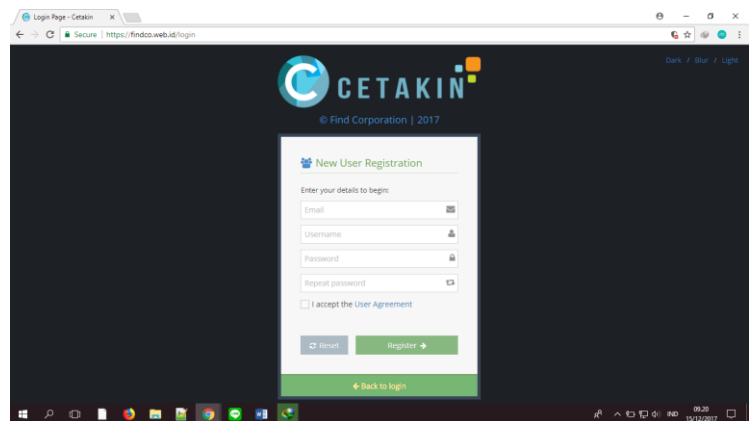 Login Page - Cetakin
Secure | https://findco.web.id/login
Dark / Blur / Light
CETAKIN
© Find Corporation | 2017
New User Registration
Enter your details to begin:
Email
Username
Password
Repeat password
I accept the User Agreement
Reset
Register
Back to login
IND
09.20
15/12/2017